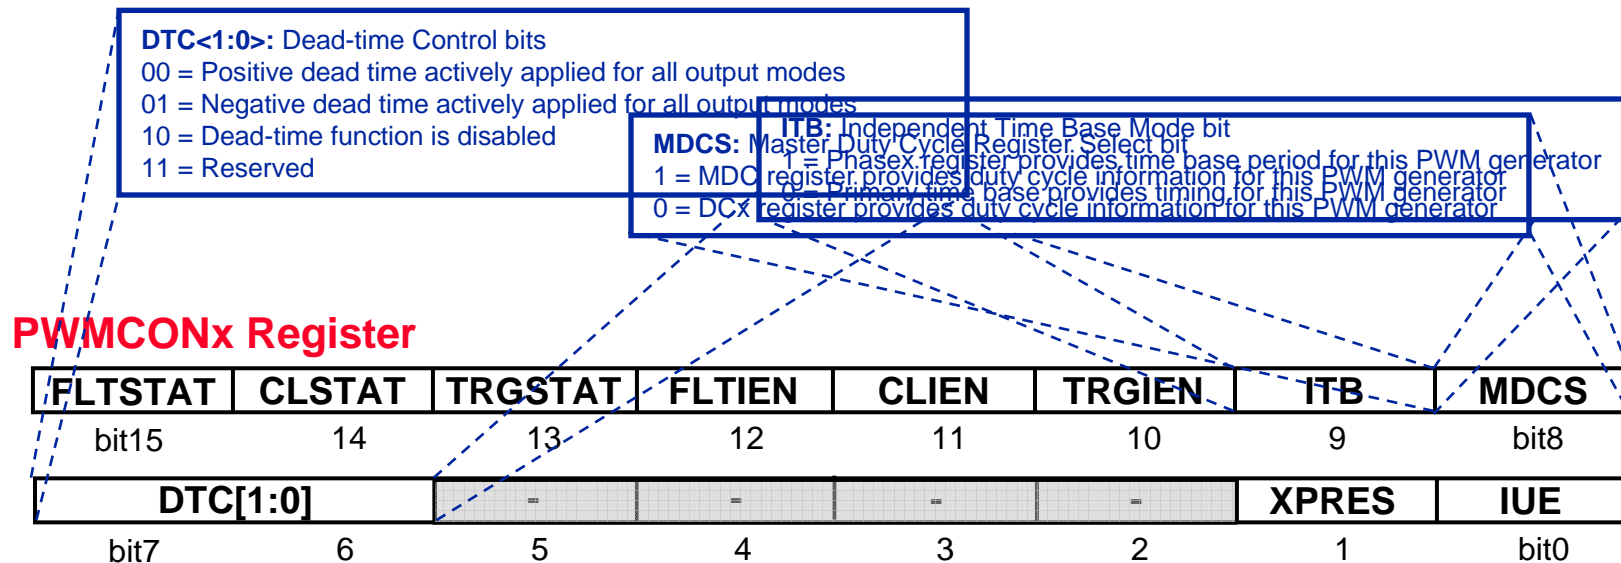 DTC<1:0>: Dead-time Control bits
00 = Positive dead time actively applied for all output modes
01 = Negative dead time actively applied for all output modes
10 = Dead-time function is disabled
11 = Reserved
ITB: Independent Time Base Mode bit
1 = Phasex register provides time base period for this PWM generator
0 = Primary time base provides timing for this PWM generator
MDCS: Master Duty Cycle Register Select bit
1 = MDC register provides duty cycle information for this PWM generator
0 = DCx register provides duty cycle information for this PWM generator
PWMCONx Register
FLTSTAT CLSTAT TRGSTAT FLTIEN CLIEN TRGIEN ITB MDCS
bit15 14 13 12 11 10 9 bit8
DTC[1:0] – – – – XPRES IUE
bit7 6 5 4 3 2 1 bit0